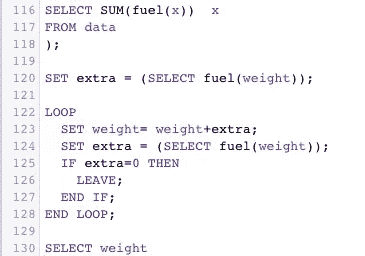 116 SELECT SUM(fuel(x))  x
117 FROM data
118 );
119
120 SET extra = (SELECT fuel(weight));
121
122 LOOP
123   SET weight= weight+extra;
124   SET extra = (SELECT fuel(weight));
125   IF extra=0 THEN
126     LEAVE;
127   END IF;
128 END LOOP;
129
130 SELECT weight